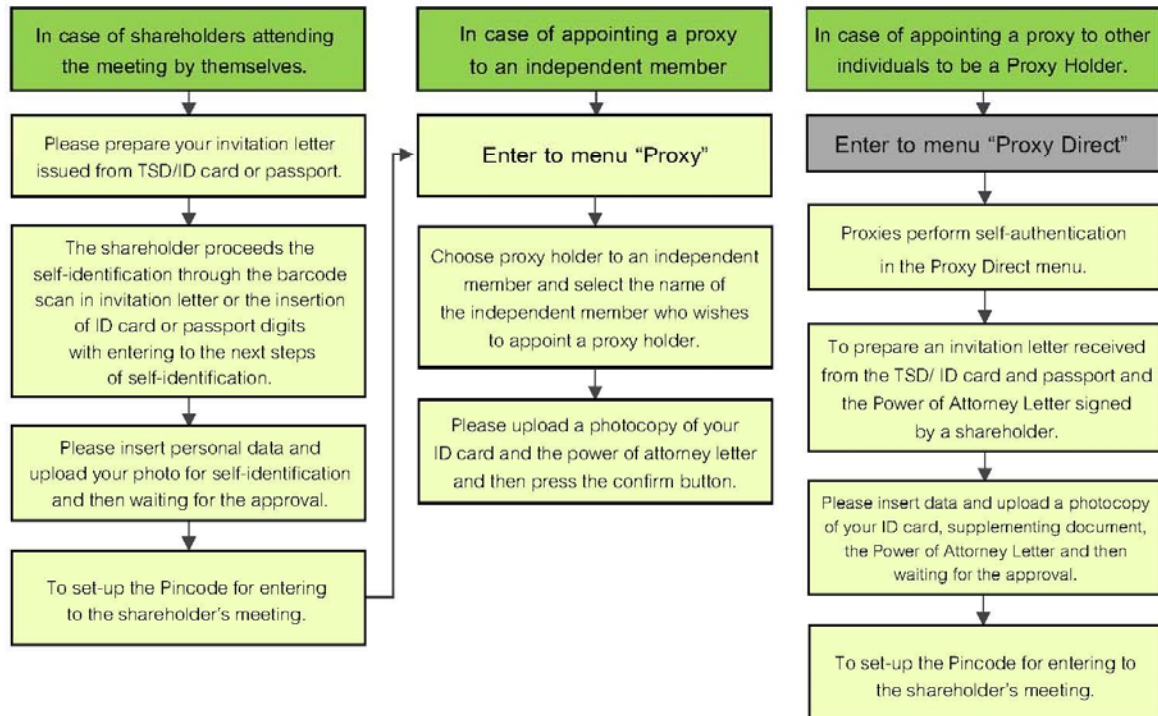 In case of shareholders attending
the meeting by themselves.
Please prepare your invitation letter
issued from TSD/ID card or passport.
The shareholder proceeds the
self-identification through the barcode
scan in invitation letter or the insertion
of ID card or passport digits
with entering to the next steps
of self-identification.
Please insert personal data and
upload your photo for self-identification
and then waiting for the approval.
To set-up the Pincode for entering
to the shareholder's meeting.
In case of appointing a proxy
to an independent member
Enter to menu “Proxy”
Choose proxy holder to an independent
member and select the name of
the independent member who wishes
to appoint a proxy holder.
Please upload a photocopy of your
ID card and the power of attorney letter
and then press the confirm button.
In case of appointing a proxy to other
individuals to be a Proxy Holder.
Enter to menu “Proxy Direct”
Proxies perform self-authentication
in the Proxy Direct menu.
To prepare an invitation letter received
from the TSD/ ID card and passport and
the Power of Attorney Letter signed
by a shareholder.
Please insert data and upload a photocopy
of your ID card, supplementing document,
the Power of Attorney Letter and then
waiting for the approval.
To set-up the Pincode for entering to
the shareholder's meeting.